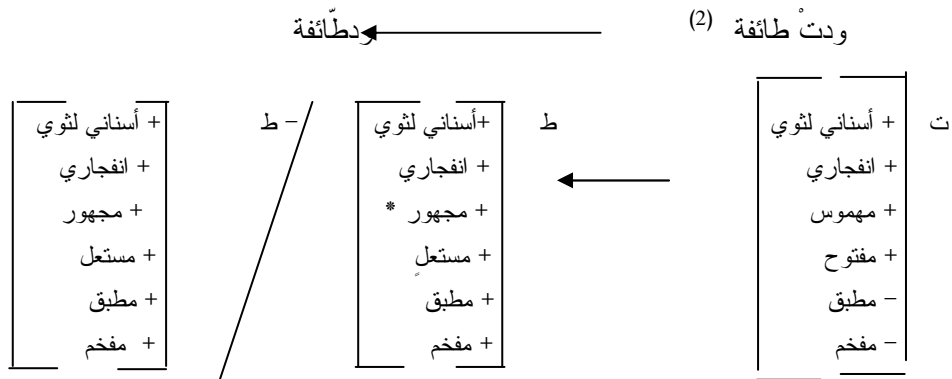 ودتْ طائفة (2) ودطّائفة
ت + أسناني لثوي ط +أسناني لثوي – ط + أسناني لثوي
+ انفجاري + انفجاري + انفجاري
+ مهموس + مجهور * + مجهور
+ مفتوح + مستعلٍ + مستعل
– مطبق + مطبق + مطبق
– مفخم + مفخم + مفخم